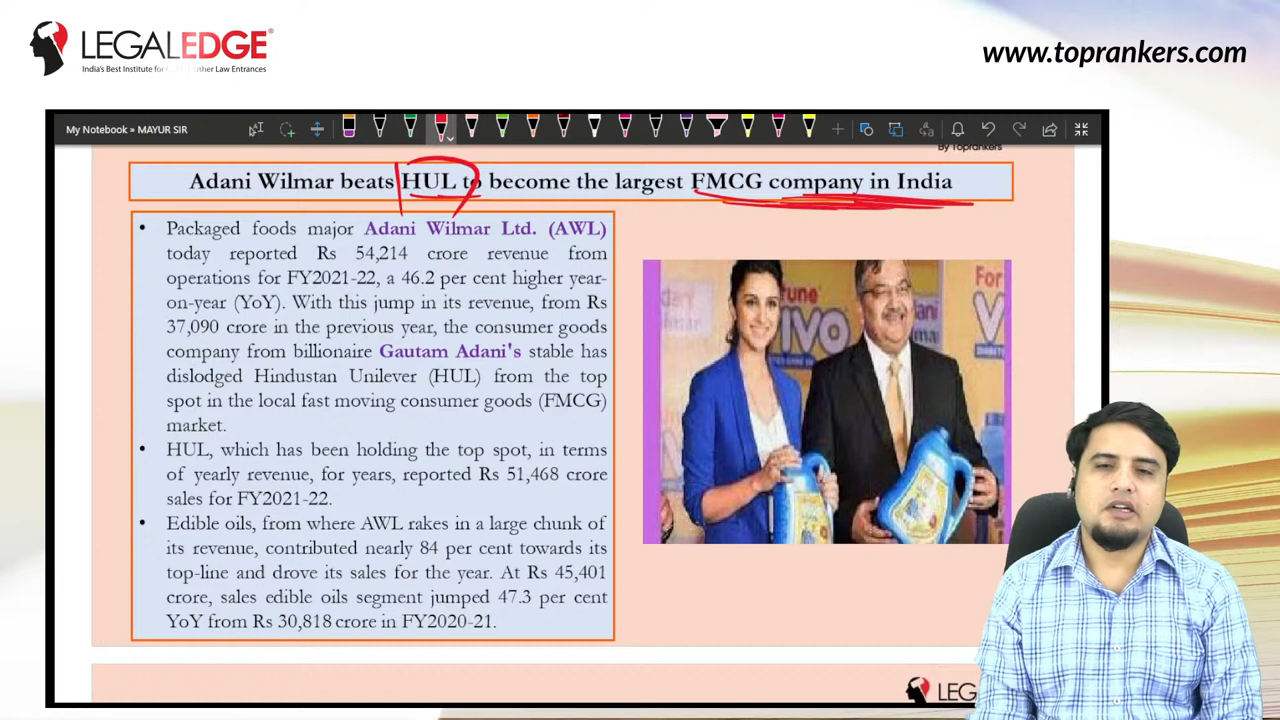 LEGALEDGE
India's Best Institute for Other Law Entrances
www.toprankers.com
My Notebook » MAYUR SIR
By Toprankers
Adani Wilmar beats HUL to become the largest FMCG company in India
• Packaged foods major Adani Wilmar Ltd. (AWL)
today reported Rs 54,214 crore revenue from
operations for FY2021-22, a 46.2 per cent higher year-
on-year (YoY). With this jump in its revenue, from Rs
37,090 crore in the previous year, the consumer goods
company from billionaire Gautam Adani's stable has
dislodged Hindustan Unilever (HUL) from the top
spot in the local fast moving consumer goods (FMCG)
market.
• HUL, which has been holding the top spot, in terms
of yearly revenue, for years, reported Rs 51,468 crore
sales for FY2021-22.
• Edible oils, from where AWL rakes in a large chunk of
its revenue, contributed nearly 84 per cent towards its
top-line and drove its sales for the year. At Rs 45,401
crore, sales edible oils segment jumped 47.3 per cent
YoY from Rs 30,818 crore in FY2020-21.
IVO
LEG